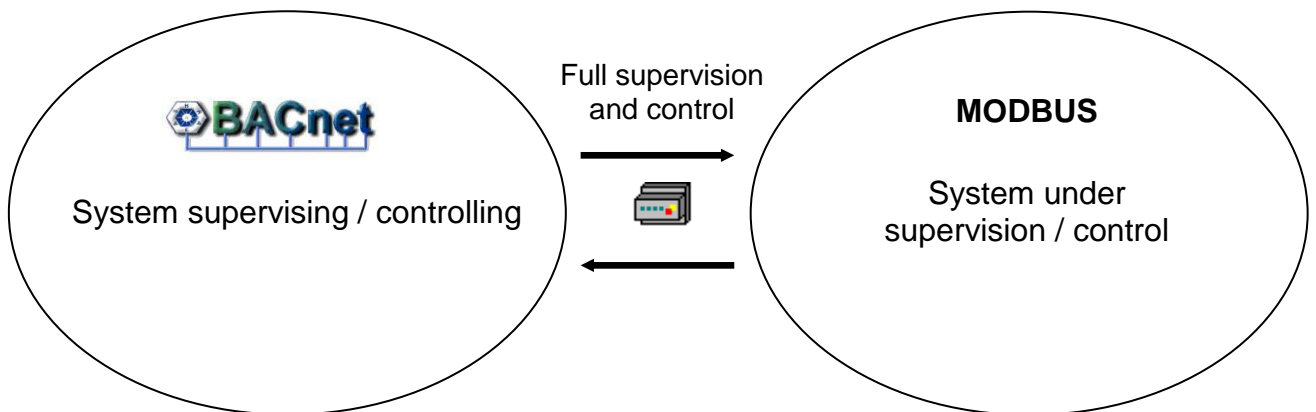 BACnet
System supervising / controlling
Full supervision
and control
MODBUS
System under
supervision / control